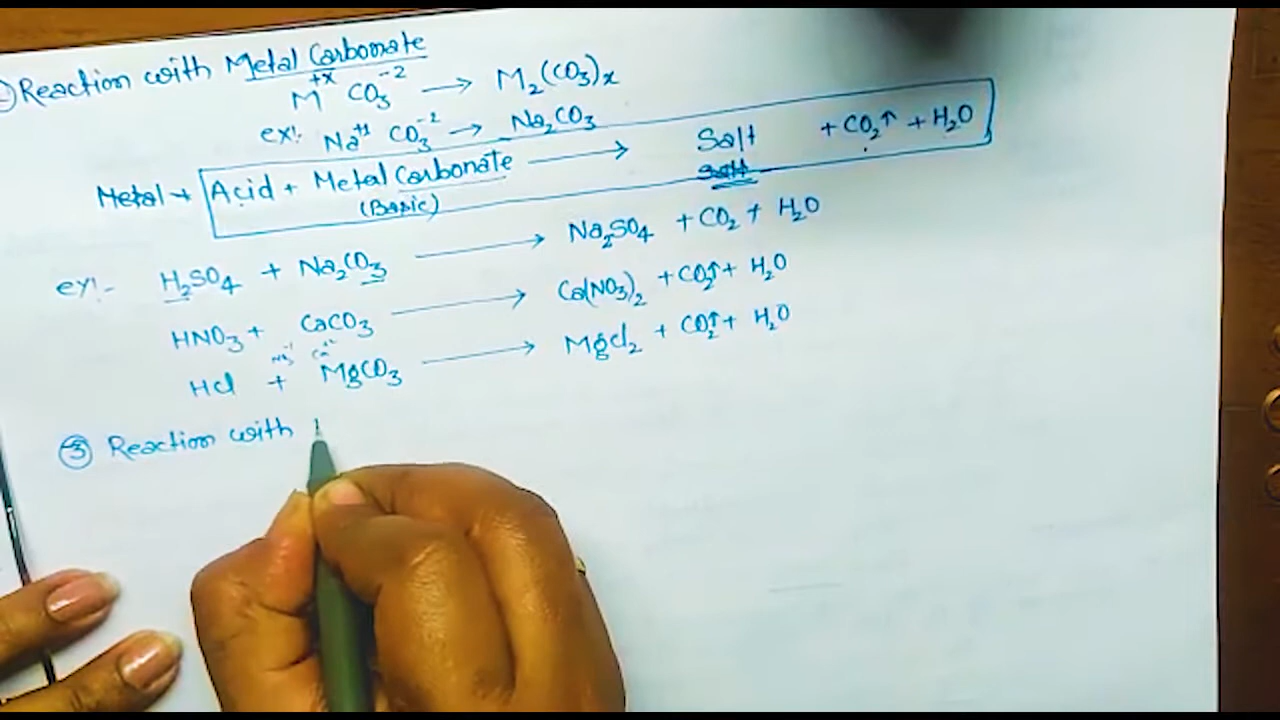 Reaction with Metal Carbonate
M⁺ˣ CO₃⁻² → M₂(CO₃)x
ex:- Na⁺¹ CO₃⁻² → Na₂CO₃
Metal + Acid + Metal Carbonate → Salt + CO₂↑ + H₂O
(Basic)
ex:- H₂SO₄ + Na₂CO₃ → Na₂SO₄ + CO₂ + H₂O
HNO₃ + CaCO₃ → Ca(NO₃)₂ + CO₂↑ + H₂O
HCl + MgCO₃ → MgCl₂ + CO₂↑ + H₂O
③ Reaction with